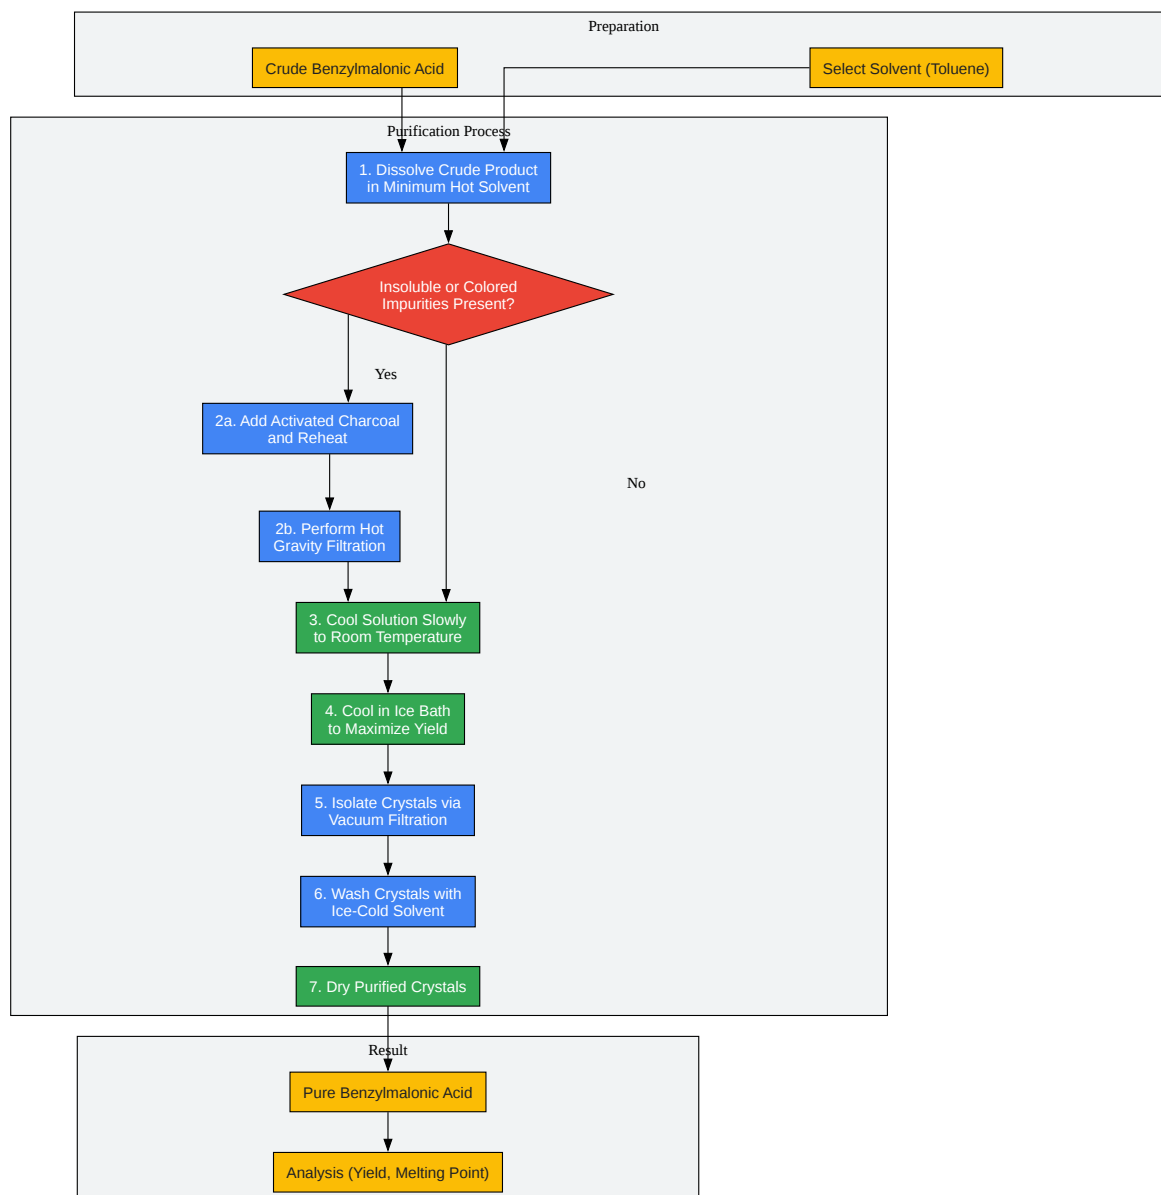 Preparation
Crude Benzylmalonic Acid
Select Solvent (Toluene)
Purification Process
1. Dissolve Crude Product
in Minimum Hot Solvent
Insoluble or Colored
Impurities Present?
Yes
2a. Add Activated Charcoal
and Reheat
No
2b. Perform Hot
Gravity Filtration
3. Cool Solution Slowly
to Room Temperature
4. Cool in Ice Bath
to Maximize Yield
5. Isolate Crystals via
Vacuum Filtration
6. Wash Crystals with
Ice-Cold Solvent
7. Dry Purified Crystals
Result
Pure Benzylmalonic Acid
Analysis (Yield, Melting Point)